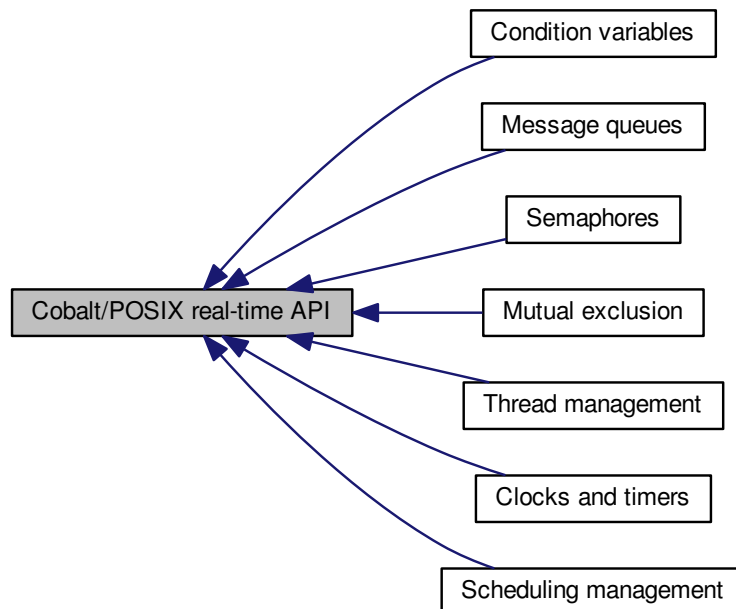 Condition variables
Message queues
Semaphores
Cobalt/POSIX real-time API
Mutual exclusion
Thread management
Clocks and timers
Scheduling management